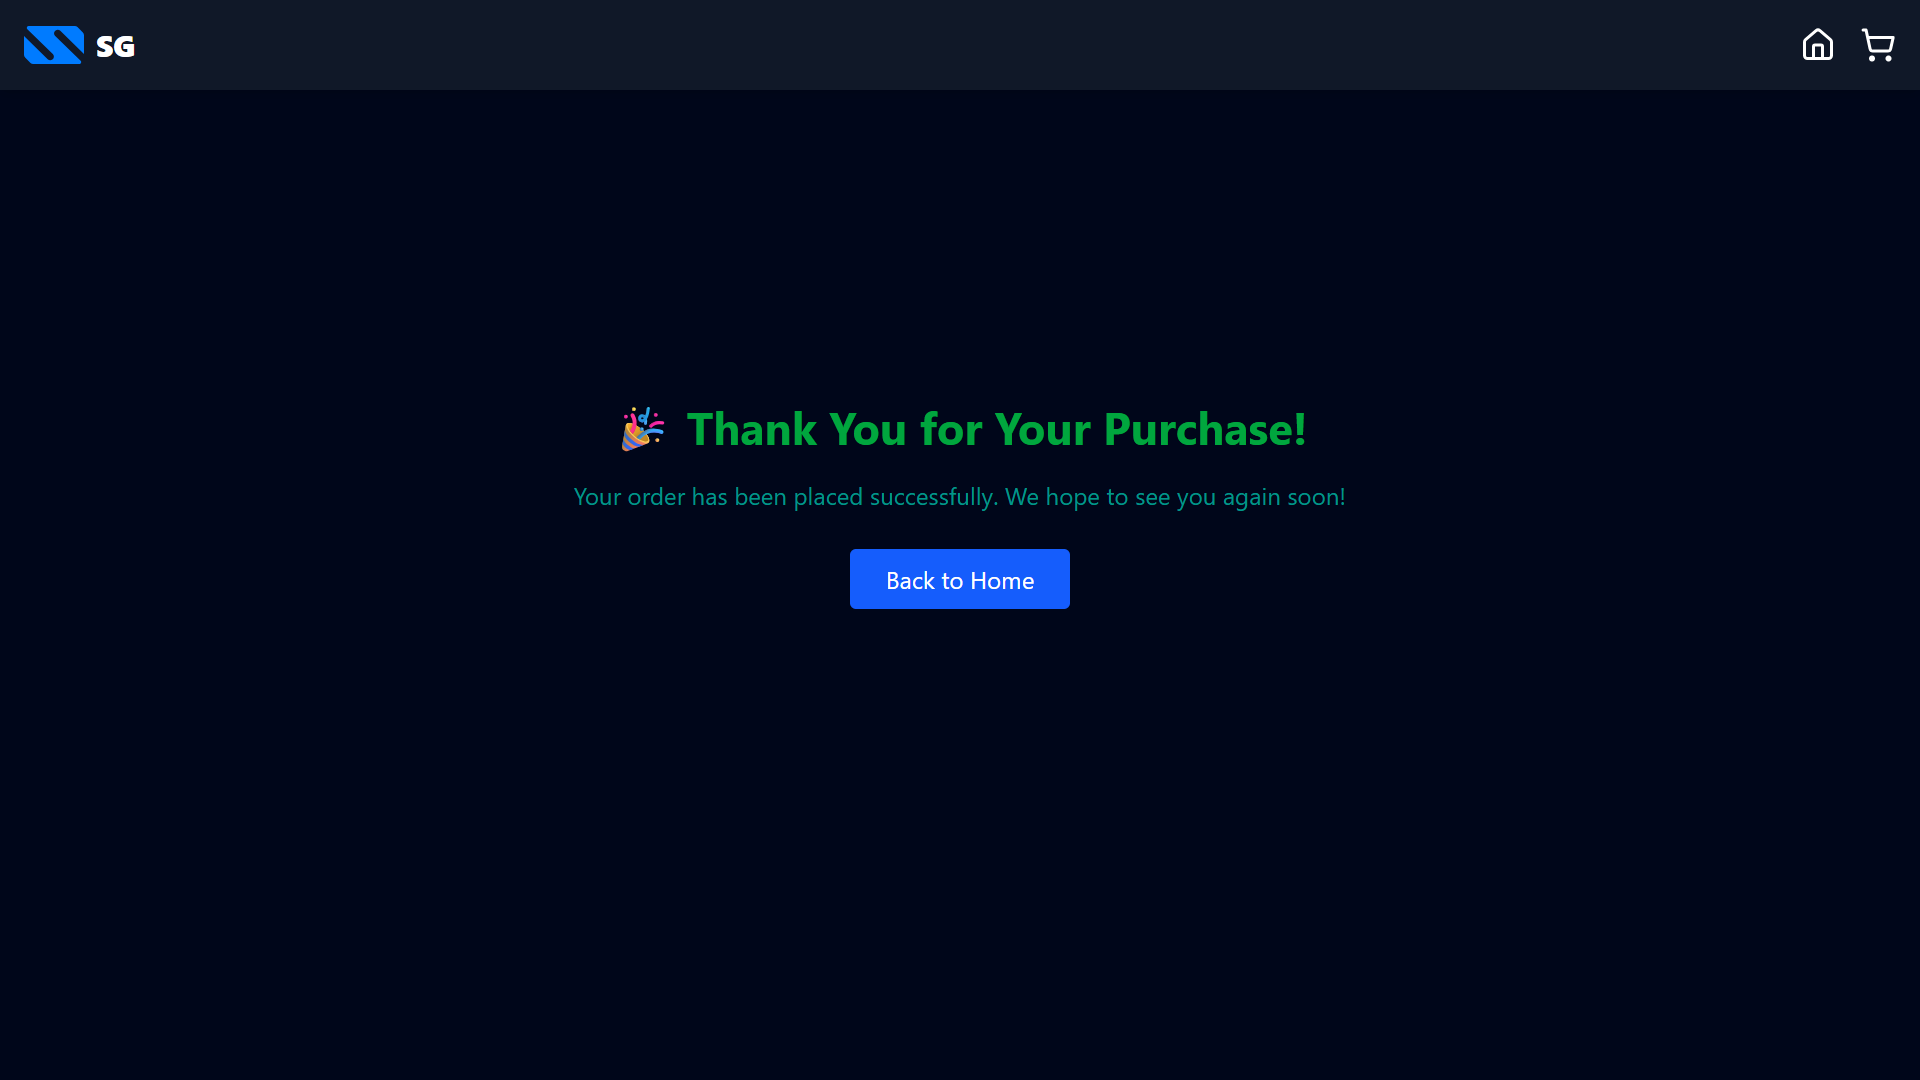 SG
🎉 Thank You for Your Purchase!
Your order has been placed successfully. We hope to see you again soon!
Back to Home